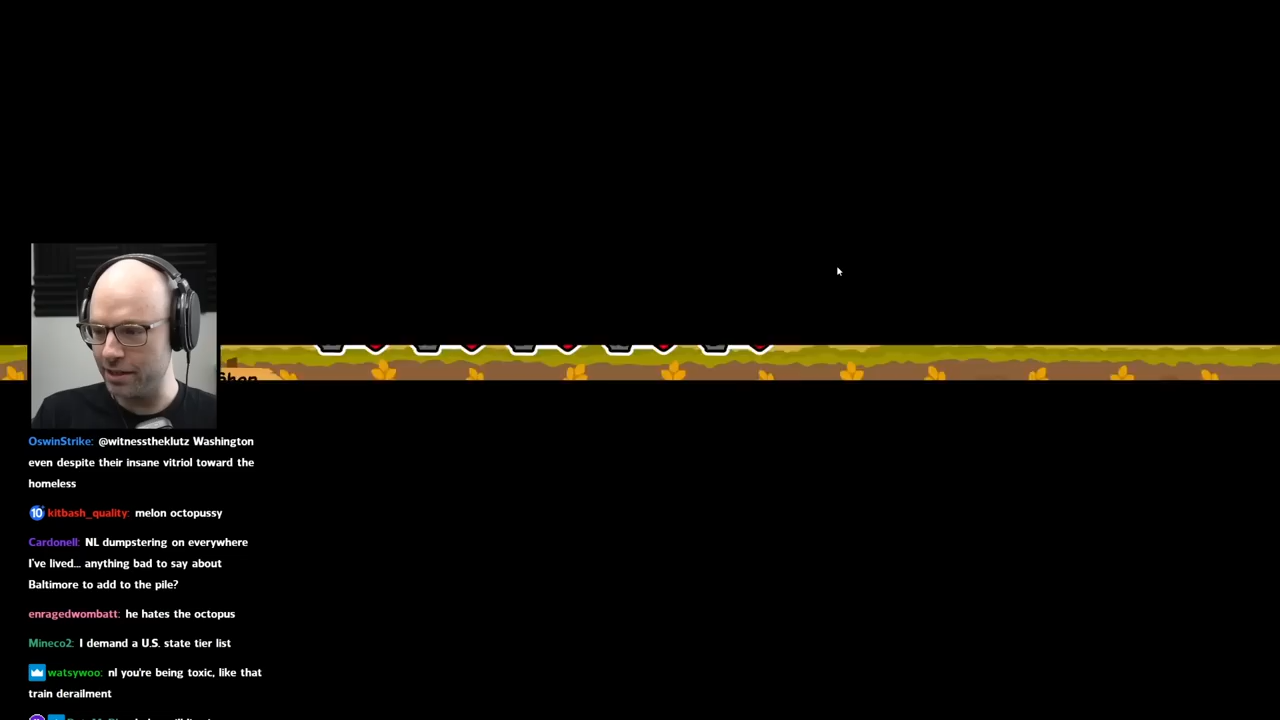 Shop
OswinStrike: @witnesstheklutz Washington
even despite their insane vitriol toward the
homeless
10 kitbash_quality: melon octopussy
Cardonell: NL dumpstering on everywhere
I've lived... anything bad to say about
Baltimore to add to the pile?
enragedwombatt: he hates the octopus
Mineco2: I demand a U.S. state tier list
watsywoo: nl you're being toxic, like that
train derailment